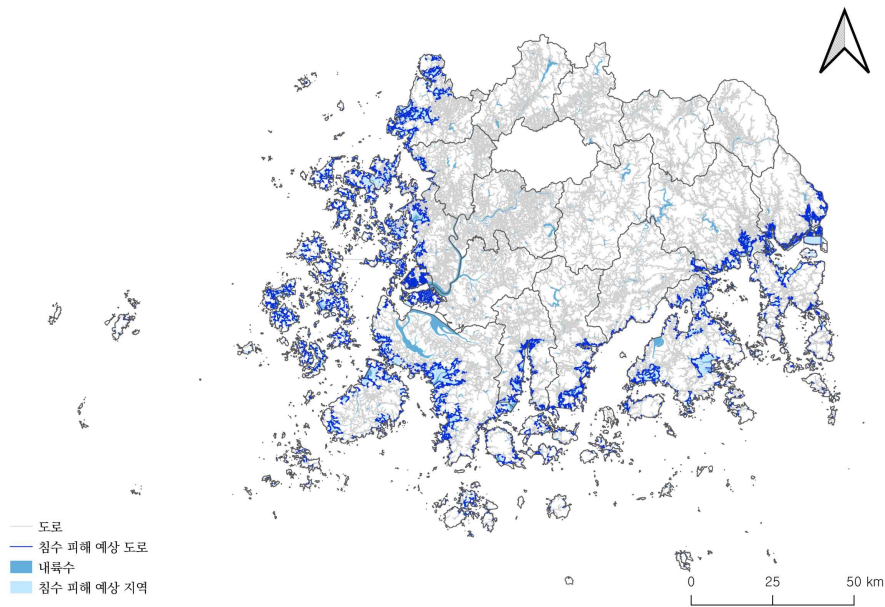 도로
침수 피해 예상 도로
내륙수
침수 피해 예상 지역
0 25 50 km